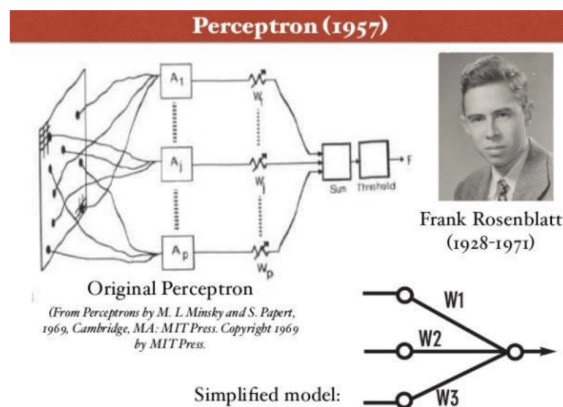 Perceptron (1957)
A1
Wi
Aj
Wj
Sum
Threshold
Ap
Wp
Frank Rosenblatt
(1928-1971)
Original Perceptron
(From Perceptrons by M. L Minsky and S. Papert,
1969, Cambridge, MA: MIT Press. Copyright 1969
by MIT Press.
W1
W2
W3
Simplified model: